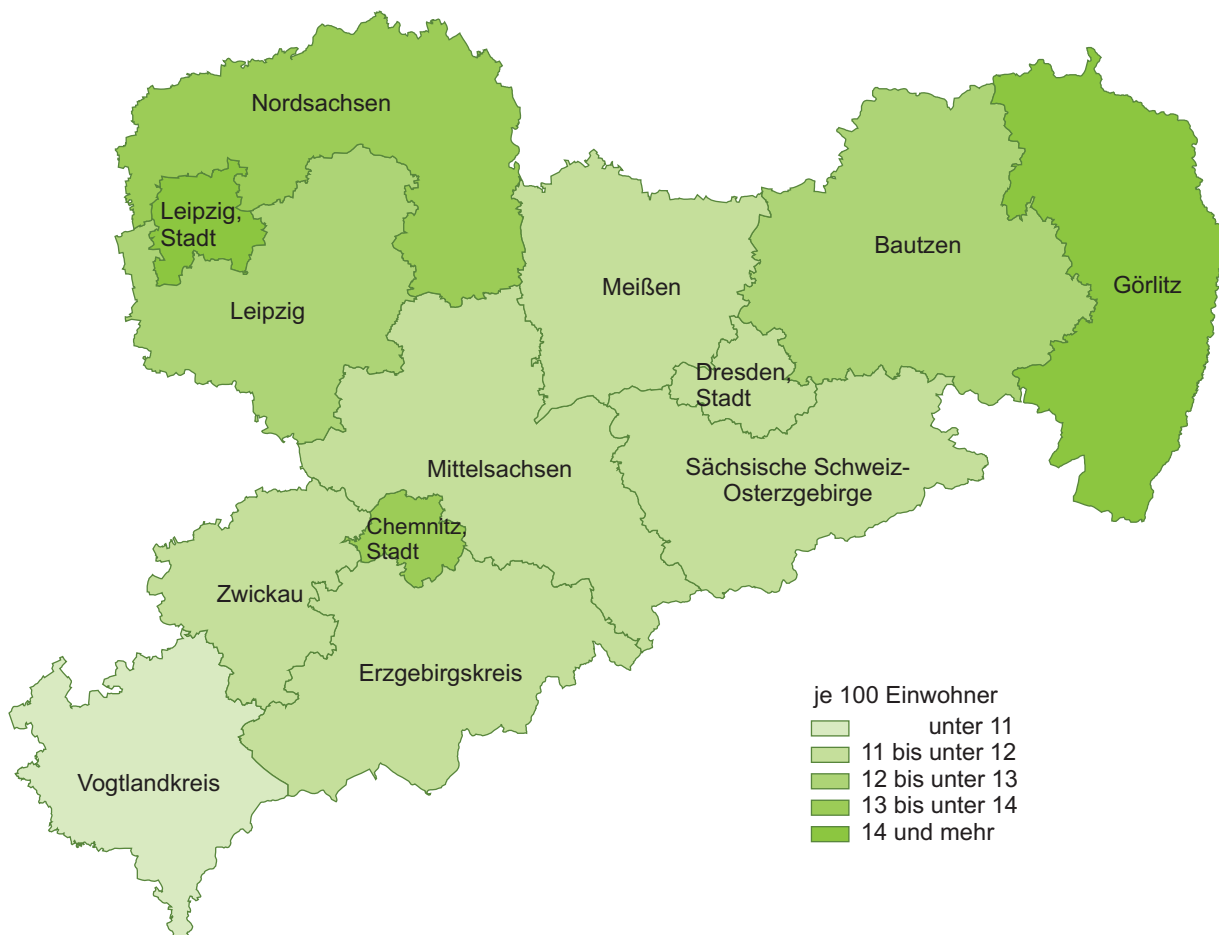 Nordsachsen
Leipzig,
Stadt
Leipzig
Meißen
Bautzen
Görlitz
Dresden,
Stadt
Mittelsachsen
Sächsische Schweiz-
Osterzgebirge
Chemnitz,
Stadt
Zwickau
Erzgebirgskreis
Vogtlandkreis
je 100 Einwohner
unter 11
11 bis unter 12
12 bis unter 13
13 bis unter 14
14 und mehr